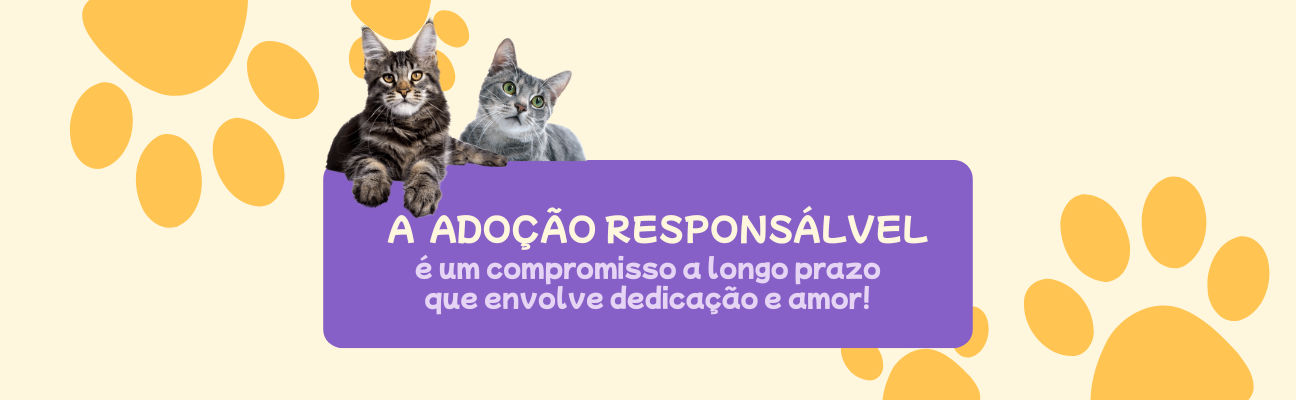 A ADOÇÃO RESPONSÁLVEL
é um compromisso a longo prazo
que envolve dedicação e amor!